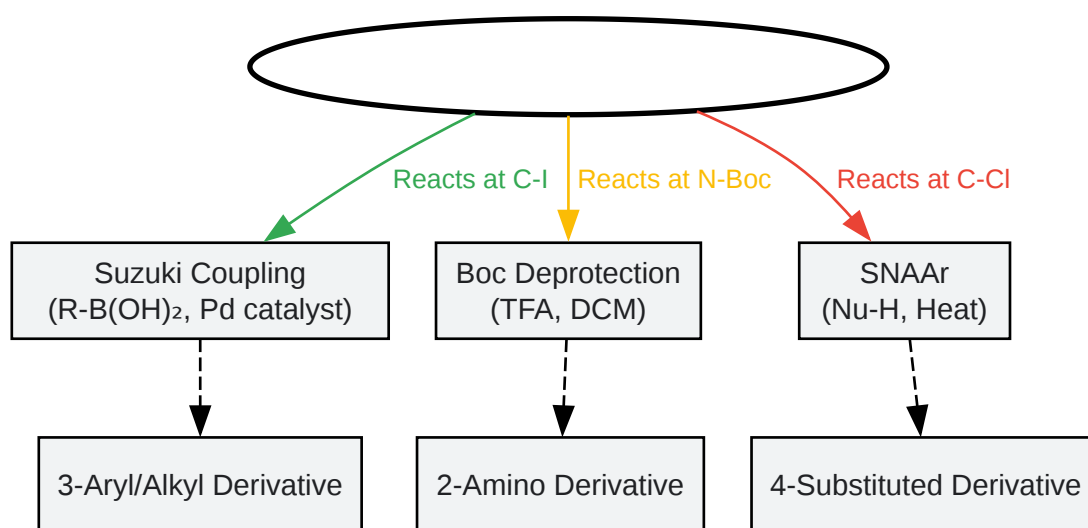 Reacts at C-I
Reacts at N-Boc
Reacts at C-Cl
Suzuki Coupling
(R-B(OH)₂, Pd catalyst)
Boc Deprotection
(TFA, DCM)
SNAAr
(Nu-H, Heat)
3-Aryl/Alkyl Derivative
2-Amino Derivative
4-Substituted Derivative